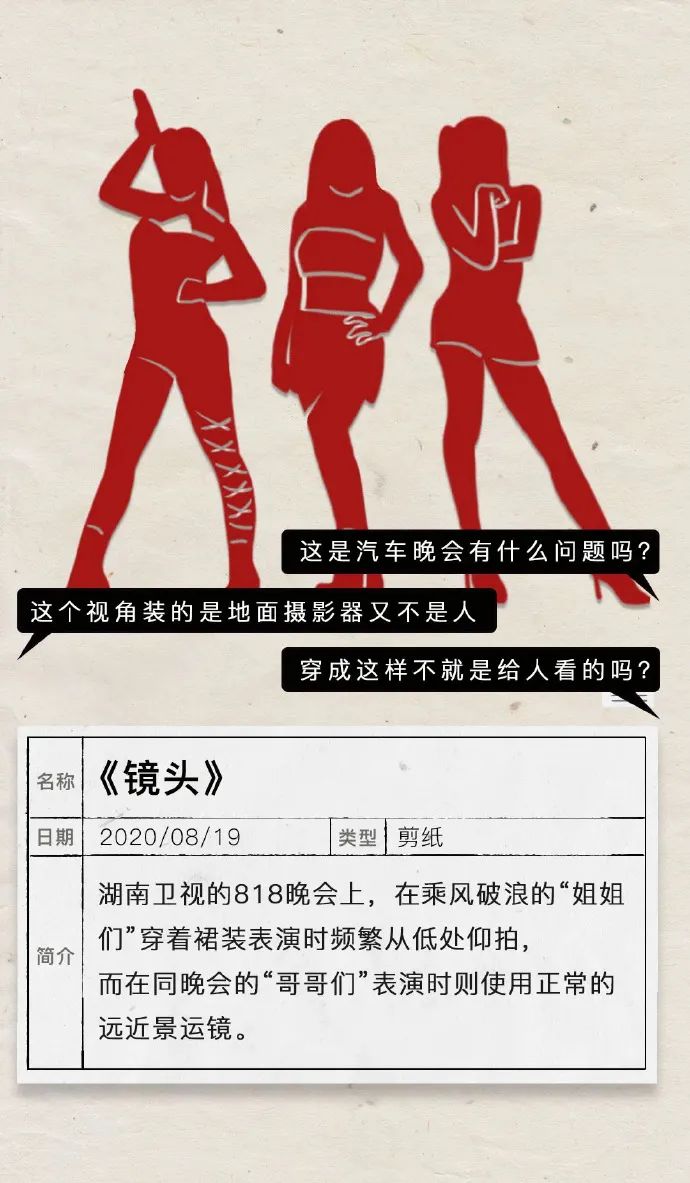 这是汽车晚会有什么问题吗?
这个视角装的是地面摄影器又不是人
穿成这样不就是给人看的吗?
名称
《镜头》
日期
2020/08/19
类型
剪纸
简介
湖南卫视的818晚会上，在乘风破浪的“姐姐
们”穿着裙装表演时频繁从低处仰拍，
而在同晚会的“哥哥们”表演时则使用正常的
远近景运镜。